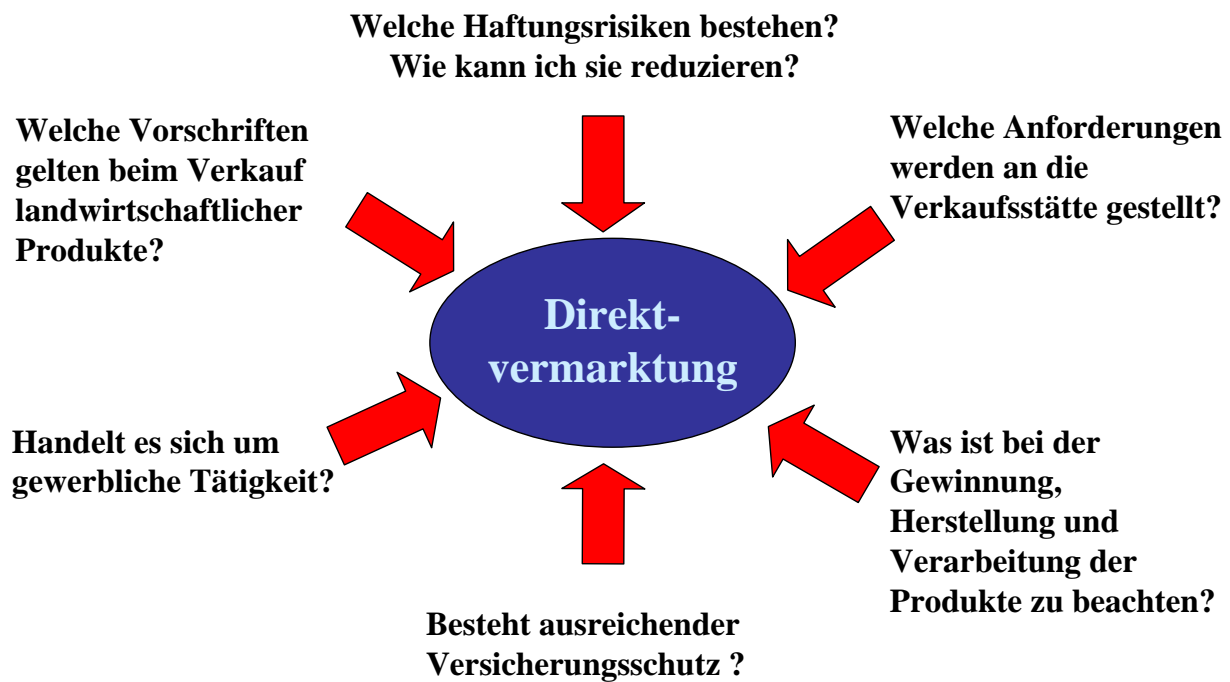 Welche Haftungsrisiken bestehen?
Wie kann ich sie reduzieren?
Welche Vorschriften
gelten beim Verkauf
landwirtschaftlicher
Produkte?
Welche Anforderungen
werden an die
Verkaufsstätte gestellt?
Direkt-
vermarktung
Handelt es sich um
gewerbliche Tätigkeit?
Was ist bei der
Gewinnung,
Herstellung und
Verarbeitung der
Produkte zu beachten?
Besteht ausreichender
Versicherungsschutz ?